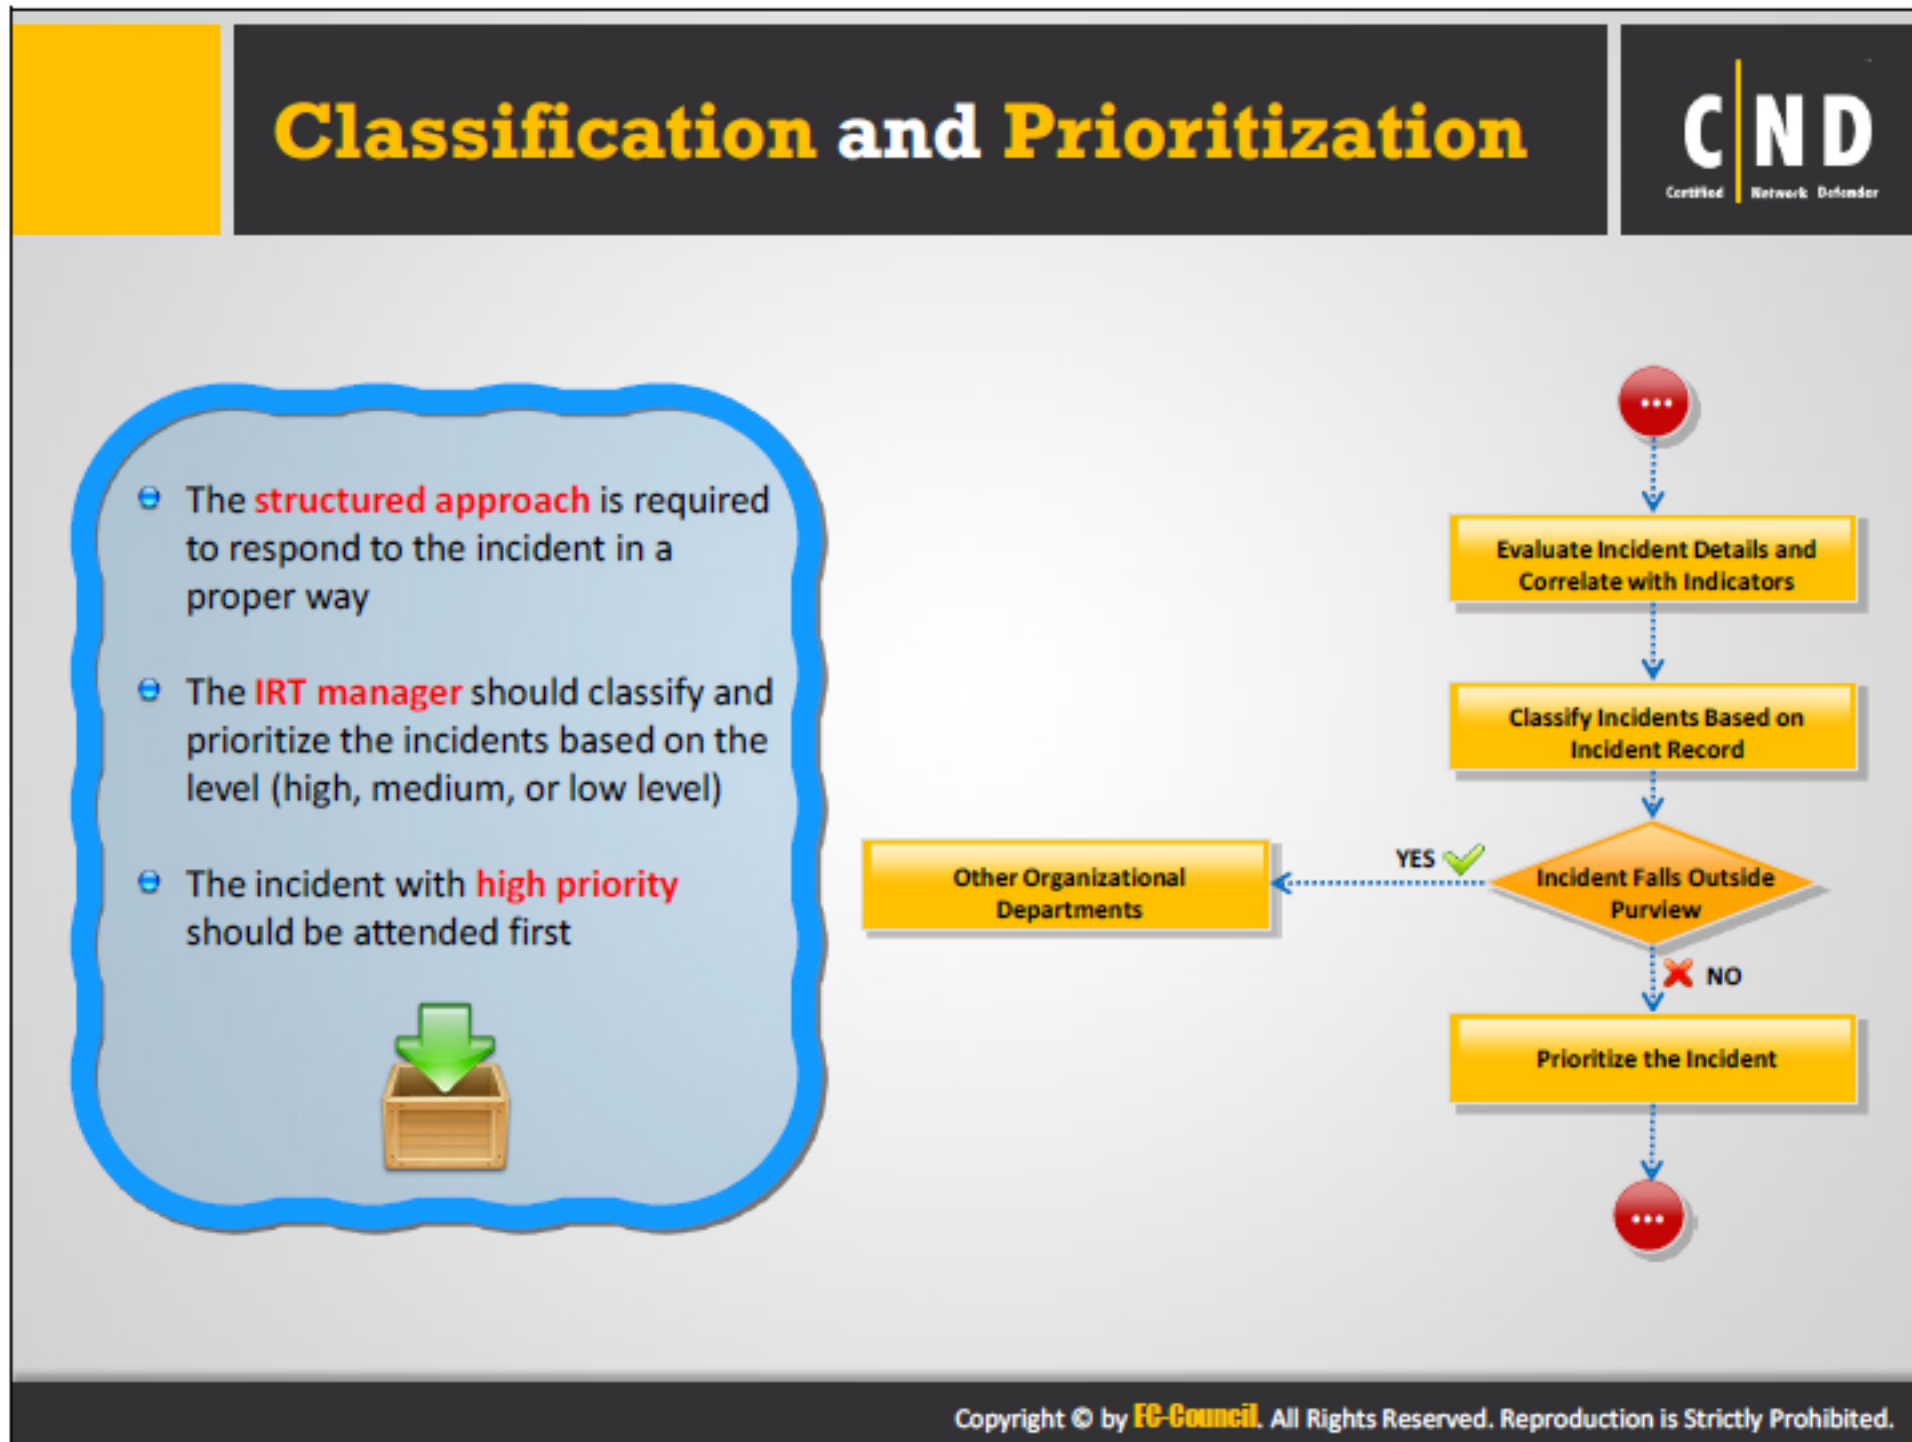 Classification and Prioritization
C ND
Certified Network Defender
The structured approach is required
to respond to the incident in a
proper way
The IRT manager should classify and
prioritize the incidents based on the
level (high, medium, or low level)
The incident with high priority
should be attended first
Evaluate Incident Details and
Correlate with Indicators
Classify Incidents Based on
Incident Record
Incident Falls Outside
Purview
YES
Other Organizational
Departments
NO
Prioritize the Incident
Copyright © by EC-Council. All Rights Reserved. Reproduction is Strictly Prohibited.